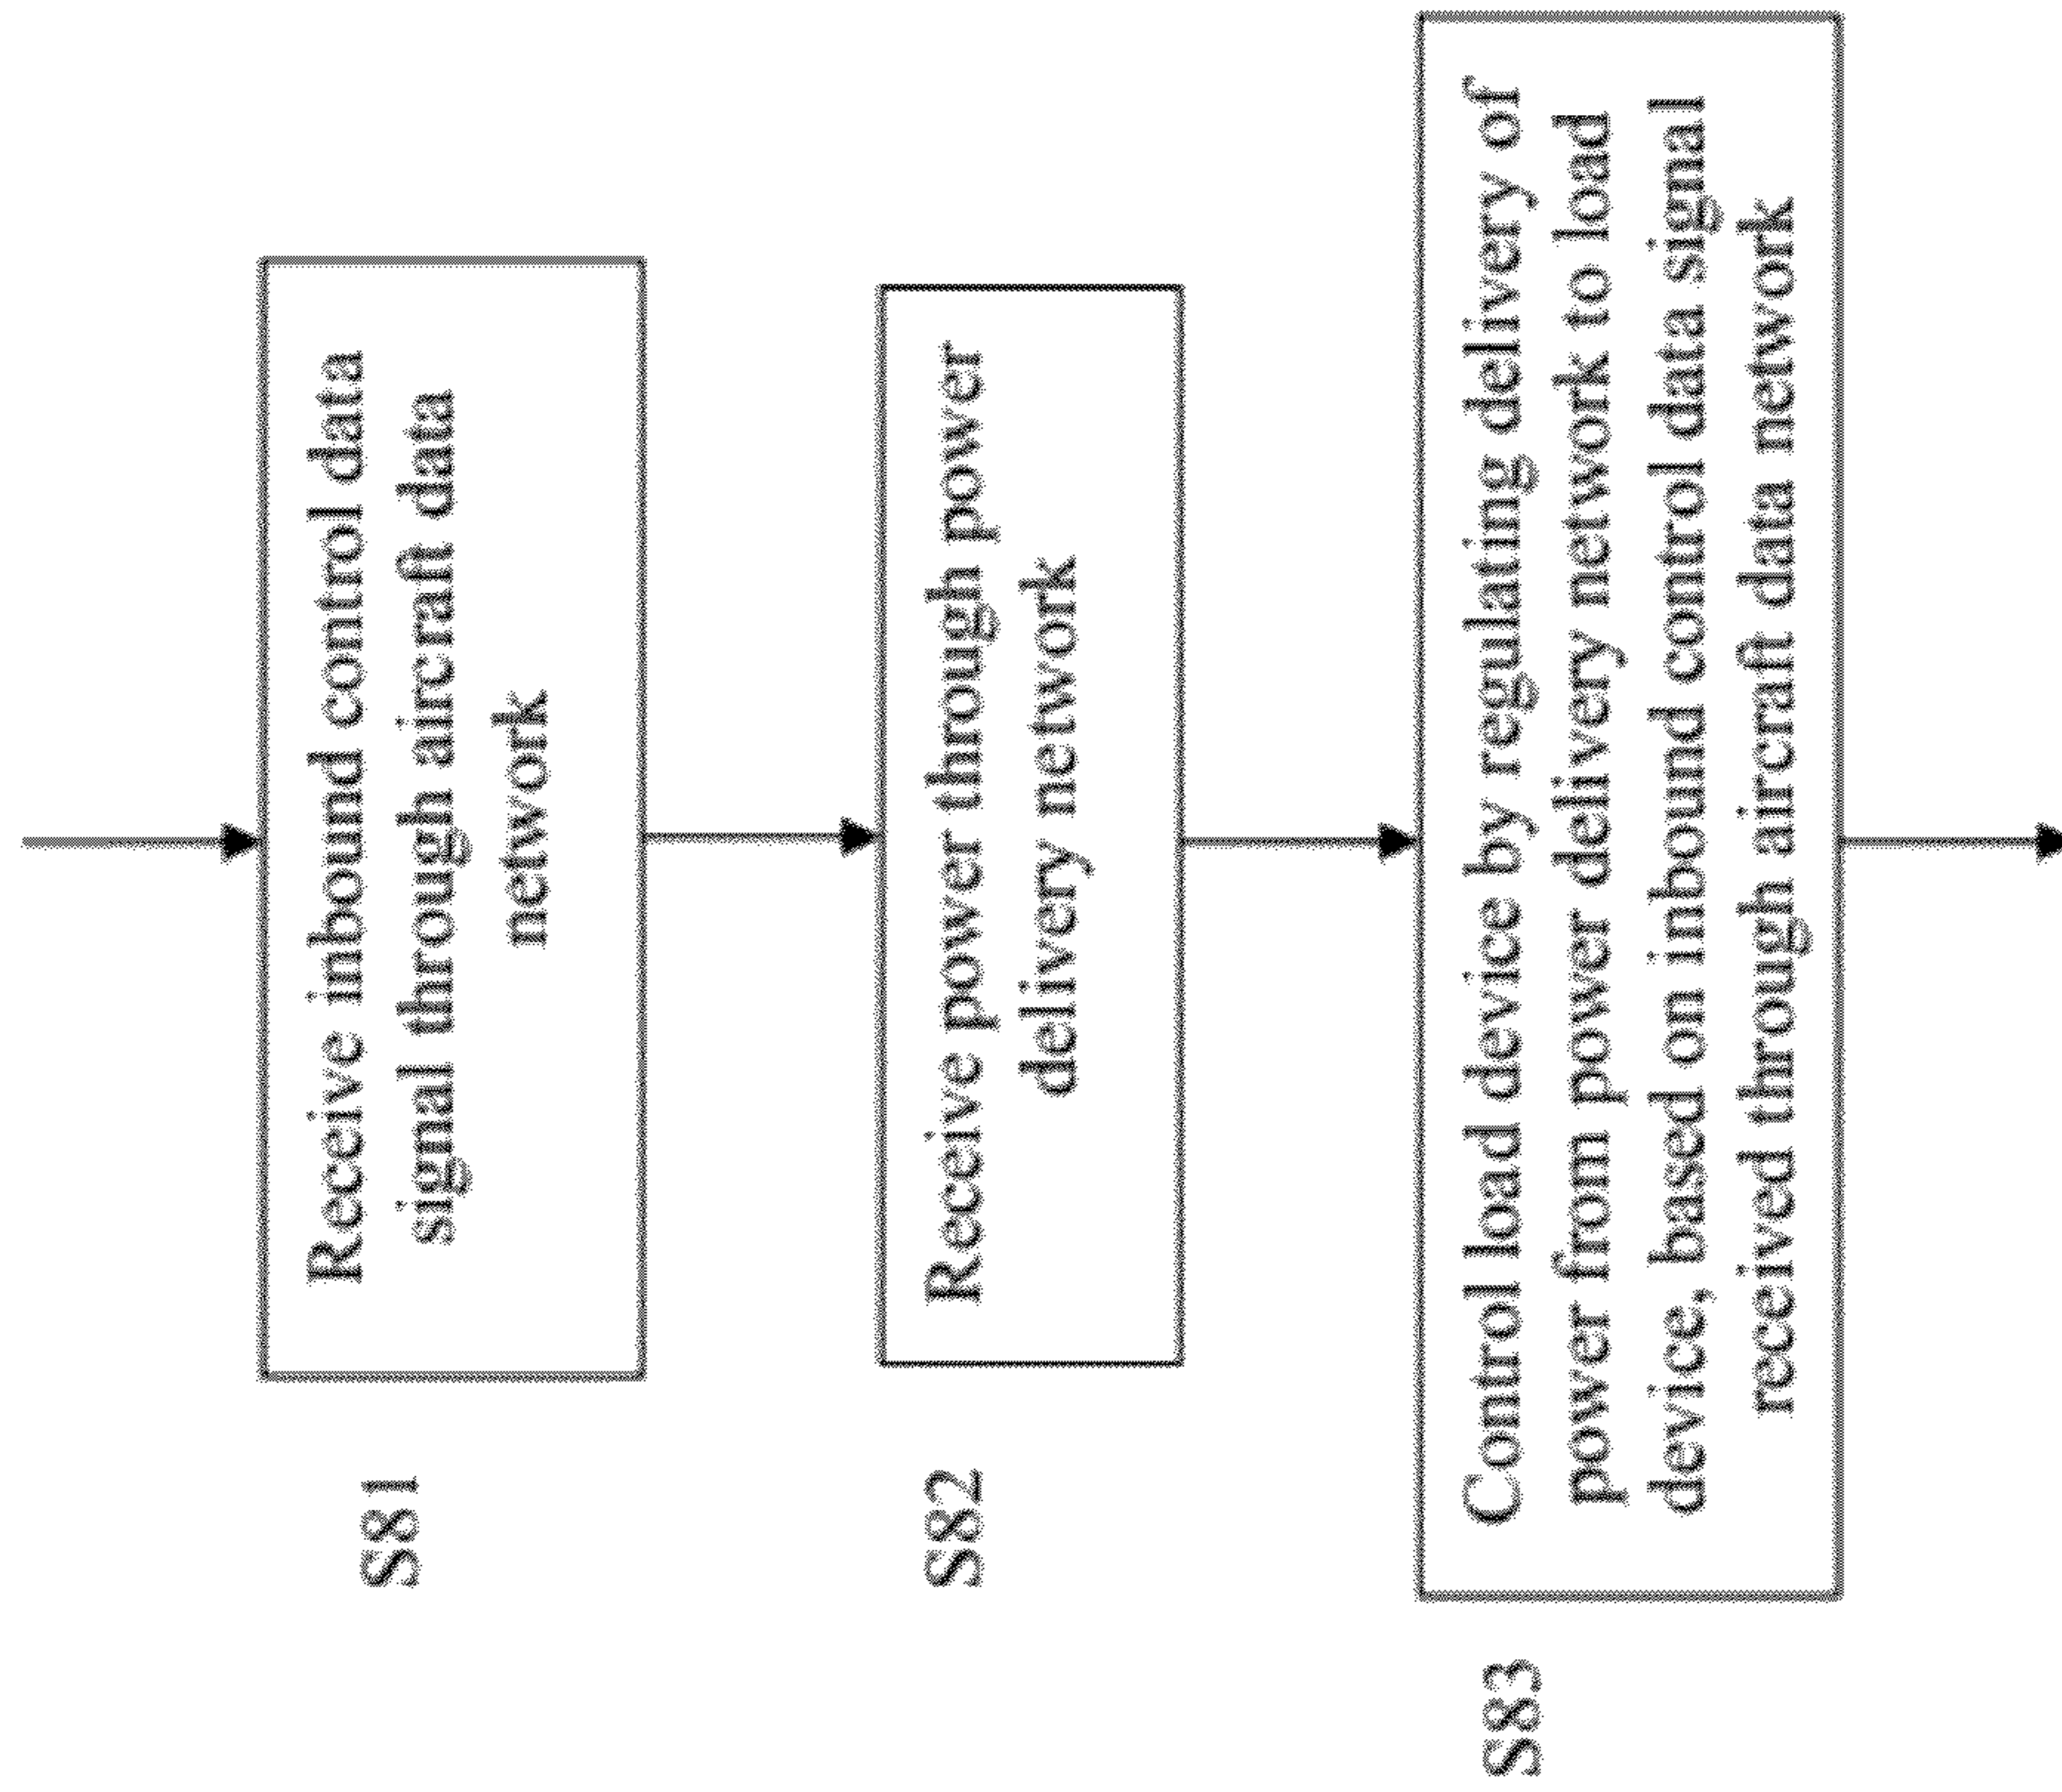 S81
Receive inbound control data
signal through aircraft data
network
S82
Receive power through power
delivery network
S83
Control load device by regulating delivery of
power from power delivery network to load
device, based on inbound control data signal
received through aircraft data network